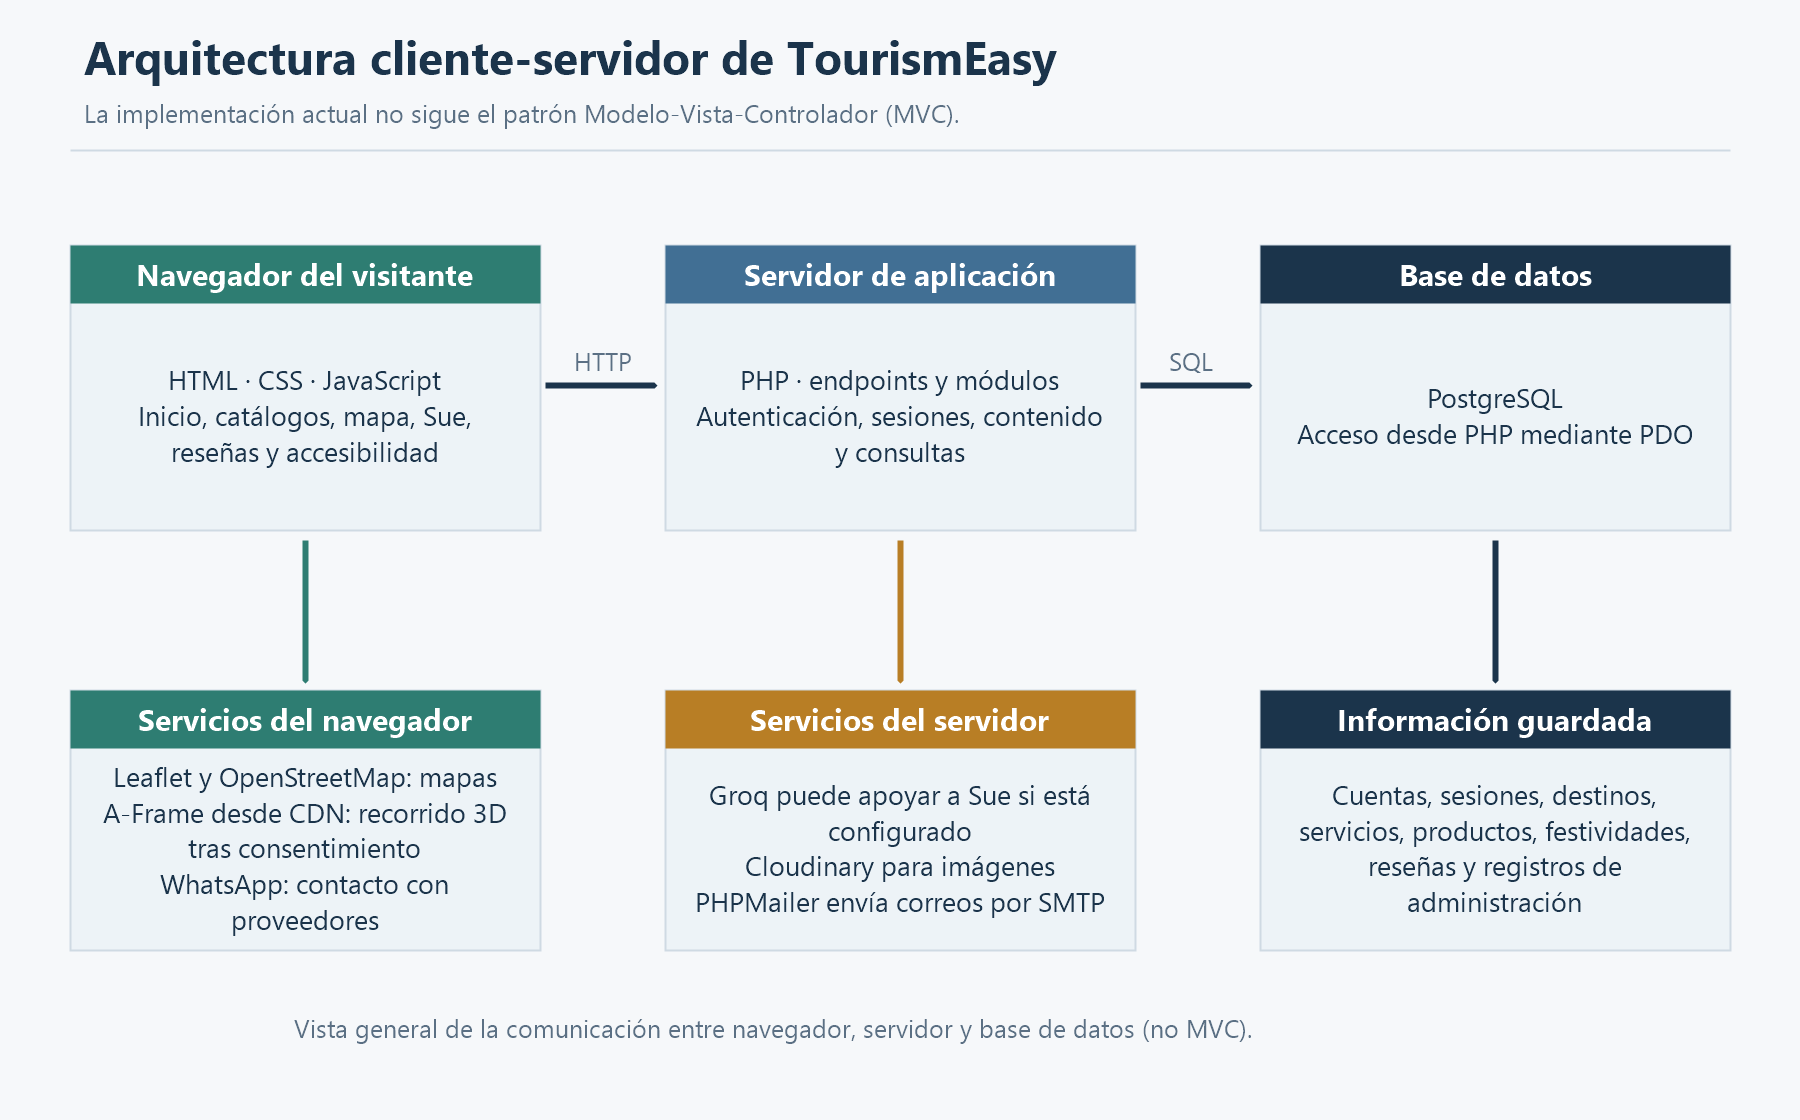 Arquitectura cliente-servidor de TourismEasy
La implementación actual no sigue el patrón Modelo-Vista-Controlador (MVC).
Navegador del visitante
HTML · CSS · JavaScript
Inicio, catálogos, mapa, Sue,
reseñas y accesibilidad
HTTP
Servidor de aplicación
PHP · endpoints y módulos
Autenticación, sesiones, contenido
y consultas
SQL
Base de datos
PostgreSQL
Acceso desde PHP mediante PDO
Servicios del navegador
Leaflet y OpenStreetMap: mapas
A-Frame desde CDN: recorrido 3D
tras consentimiento
WhatsApp: contacto con
proveedores
Servicios del servidor
Groq puede apoyar a Sue si está
configurado
Cloudinary para imágenes
PHPMailer envía correos por SMTP
Información guardada
Cuentas, sesiones, destinos,
servicios, productos, festividades,
reseñas y registros de
administración
Vista general de la comunicación entre navegador, servidor y base de datos (no MVC).